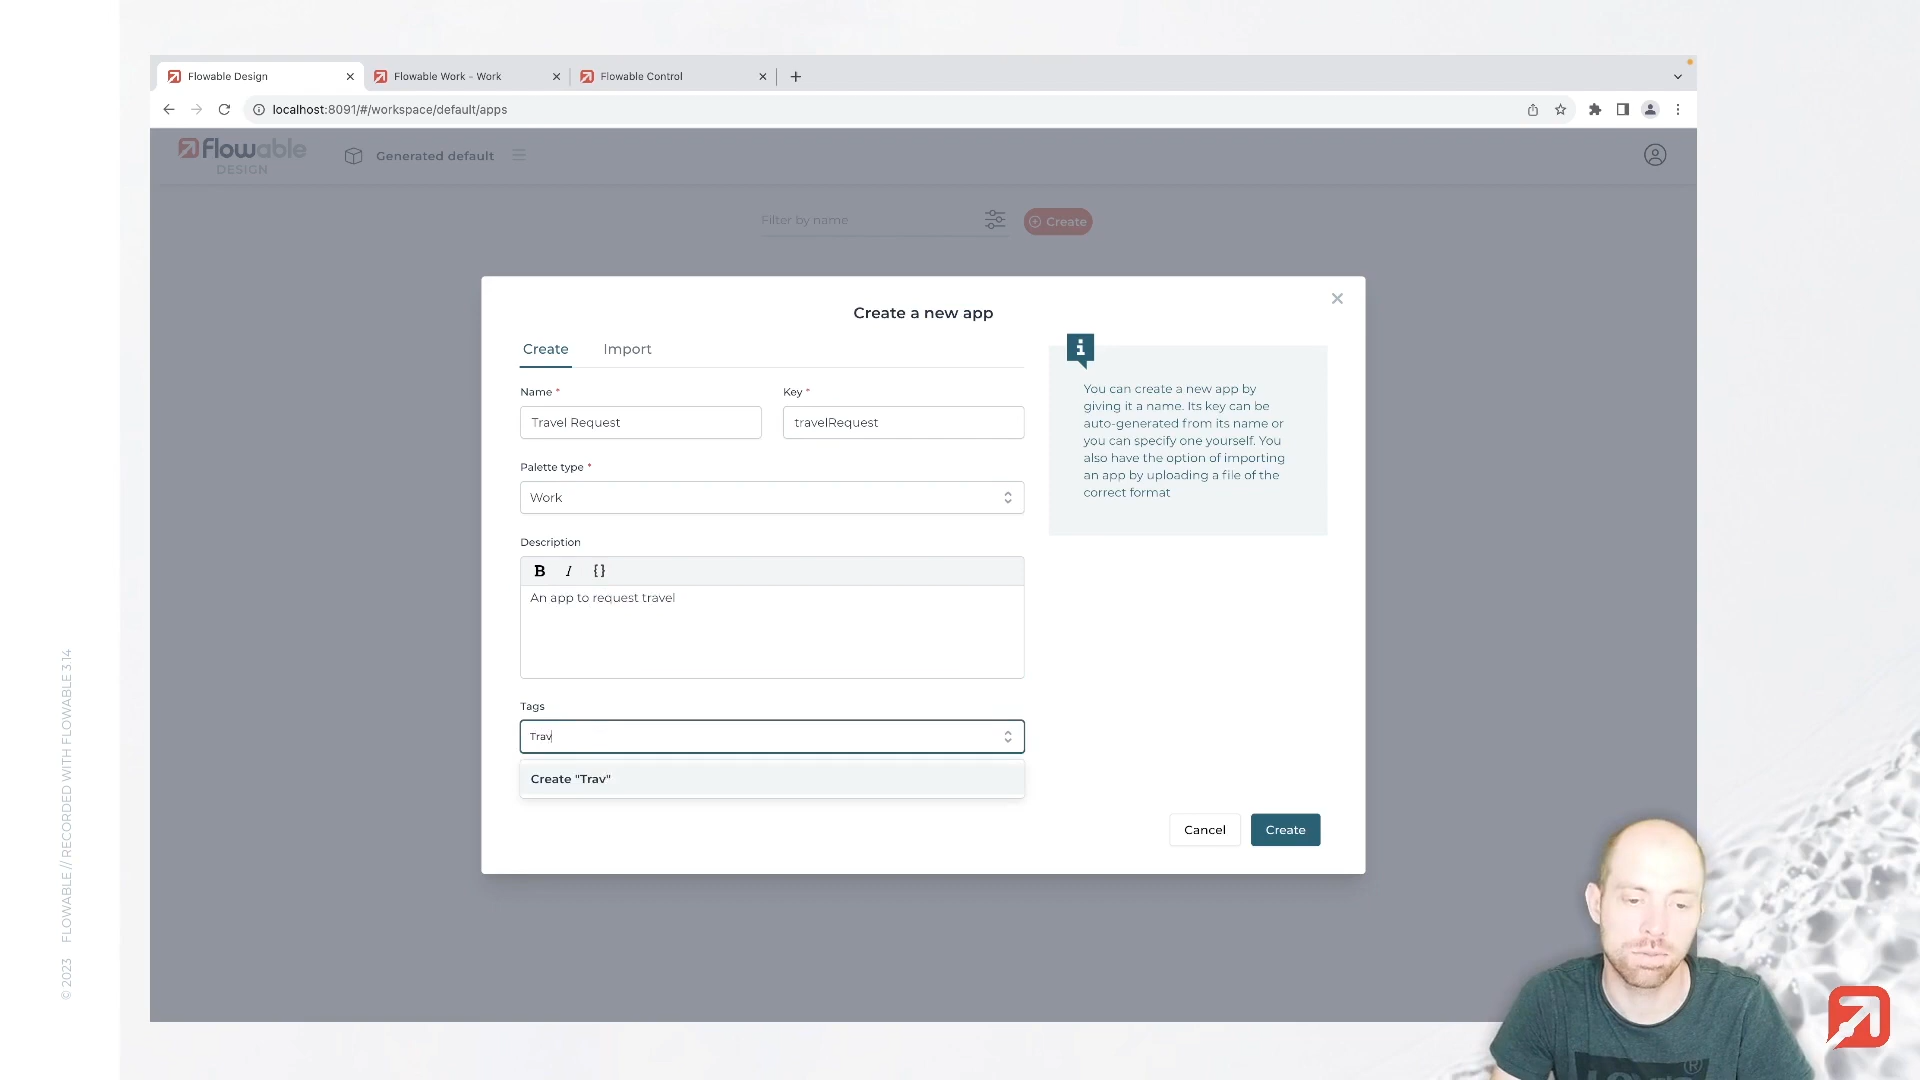 Flowable Design
Flowable Work - Work
Flowable Control
localhost:8091/#/workspace/default/apps
flowable
DESIGN
Generated default
Filter by name
Create
Create a new app
Create
Import
Name *
Key *
Travel Request
travelRequest
Palette type *
Work
Description
B I {}
An app to request travel
Tags
Trav
Create "Trav"
i
You can create a new app by
giving it a name. Its key can be
auto-generated from its name or
you can specify one yourself. You
also have the option of importing
an app by uploading a file of the
correct format
Cancel
Create
© 2023 FLOWABLE // RECORDED WITH FLOWABLE 3.14